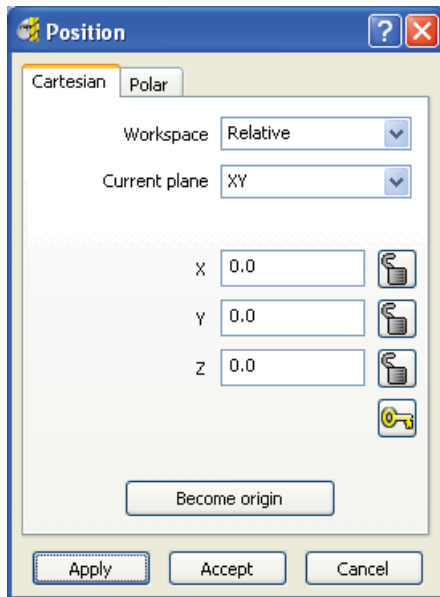 Position
Cartesian Polar
Workspace Relative
Current plane XY
X 0.0
Y 0.0
Z 0.0
Become origin
Apply Accept Cancel